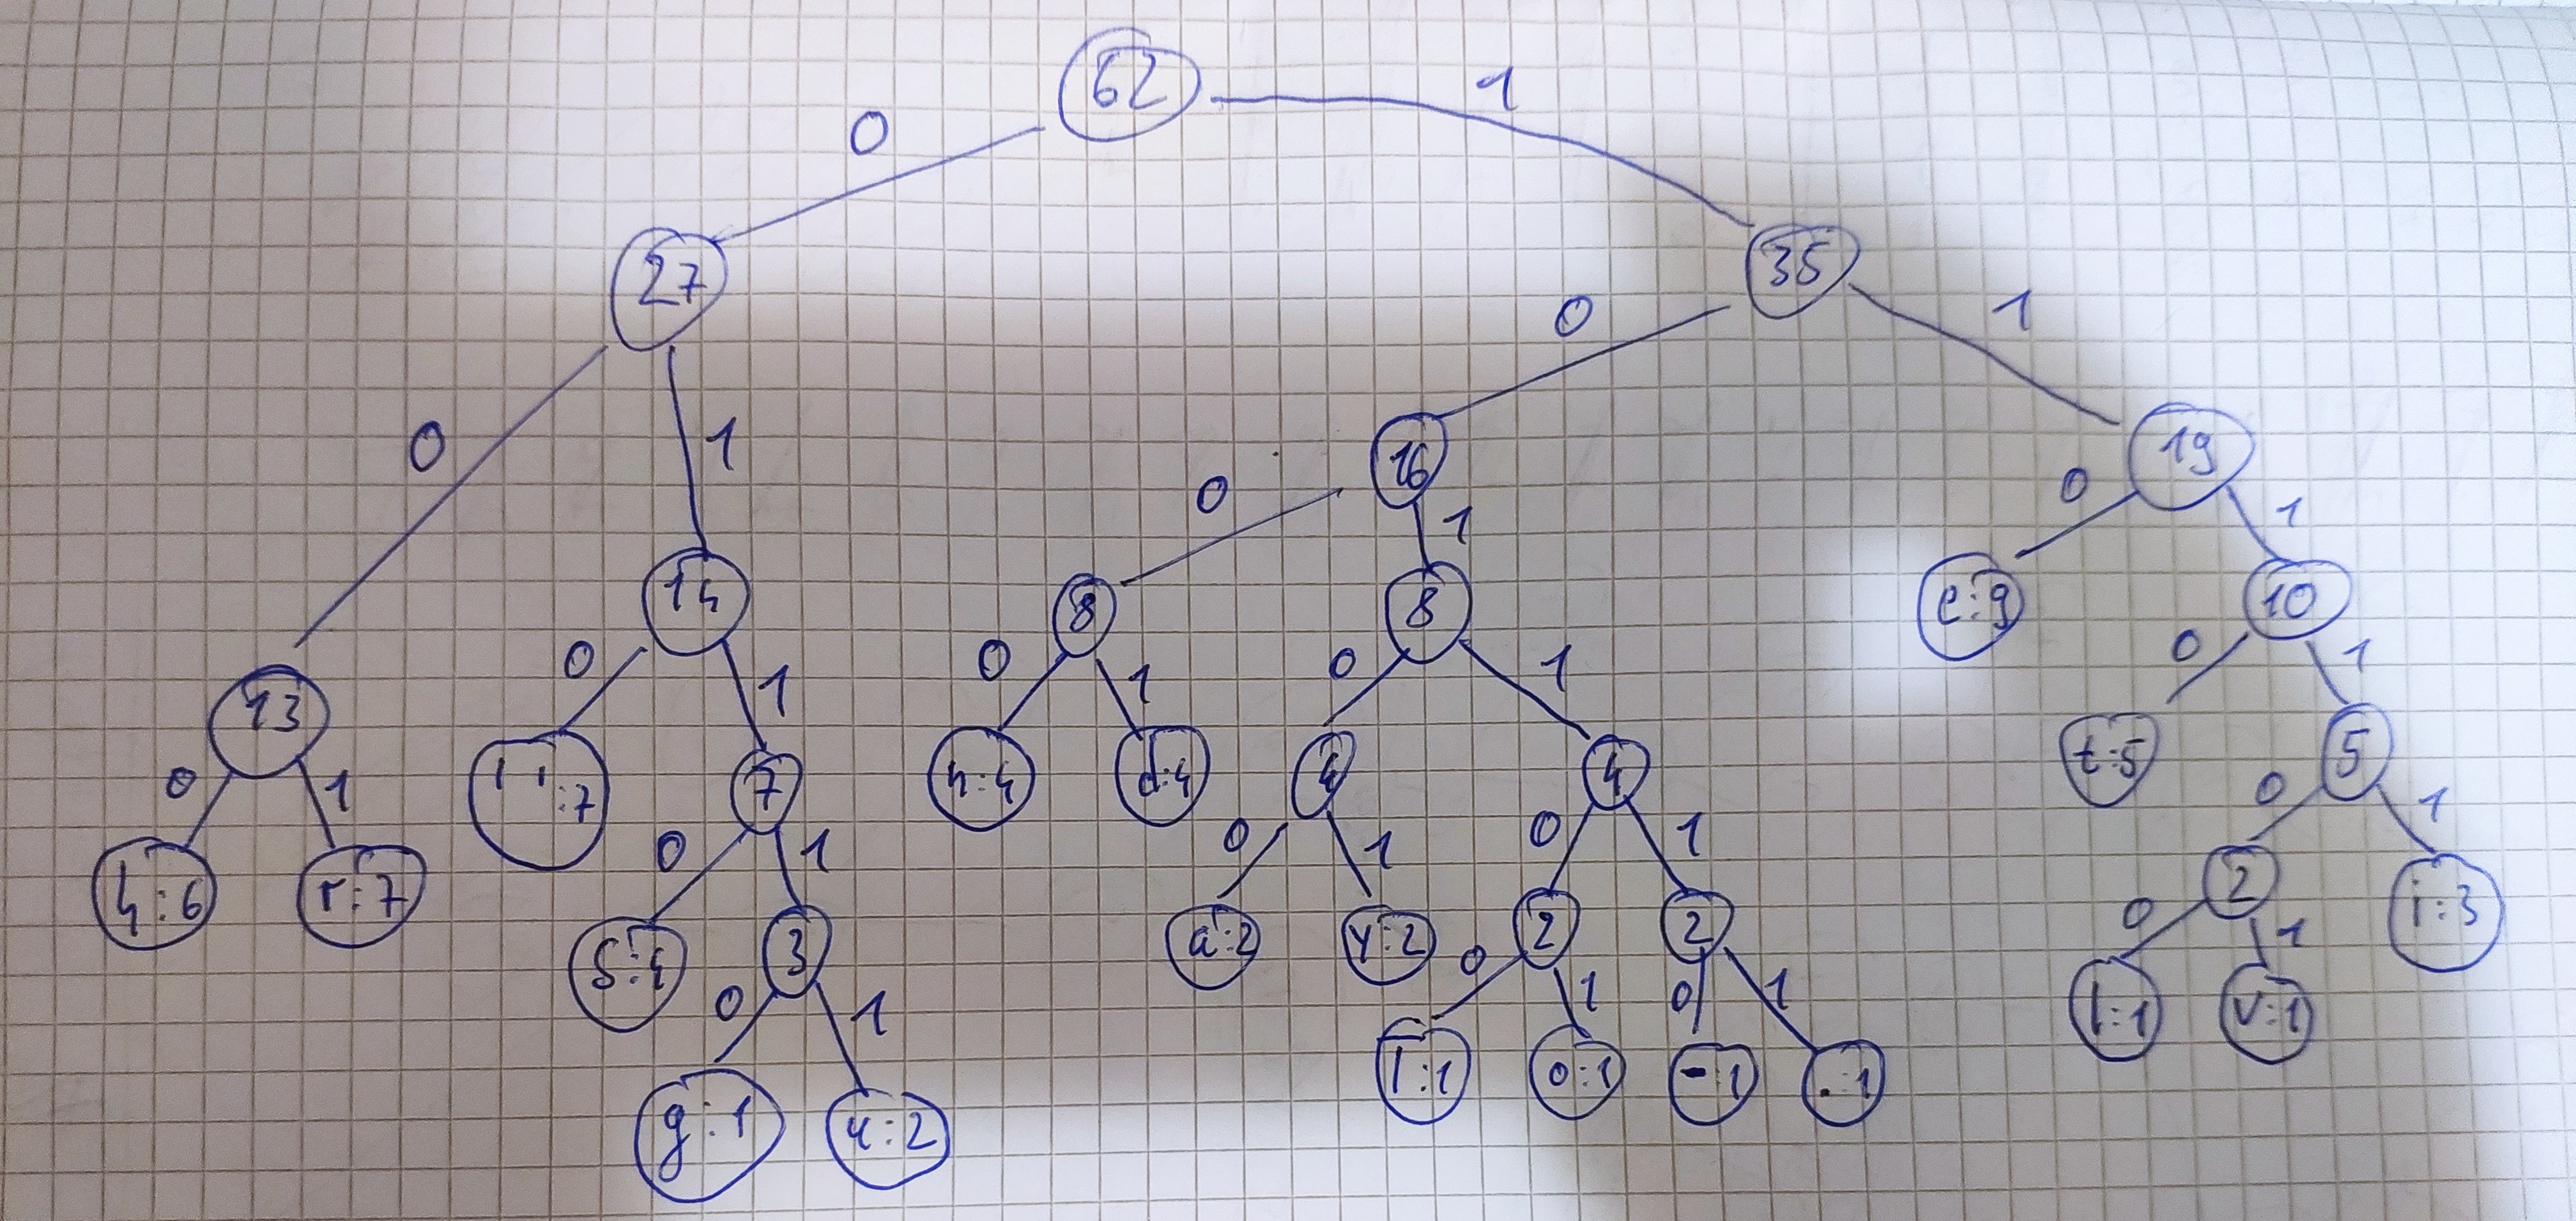 62
0 1
27 35
0 1 0 1
16 19
0 1 0 1
14 8 8 e:9 10
0 1 0 1 0 1 0 1
13 ' ':7 7 n:4 d:4 4 4 t:5 5
0 1 0 1 0 1 0 1 0 1
h:6 r:7 s:4 3 a:2 y:2 2 2 2 i:3
0 1 0 1 0 1 0 1
g:1 u:2 I:1 o:1 -:1 .:1 l:1 v:1